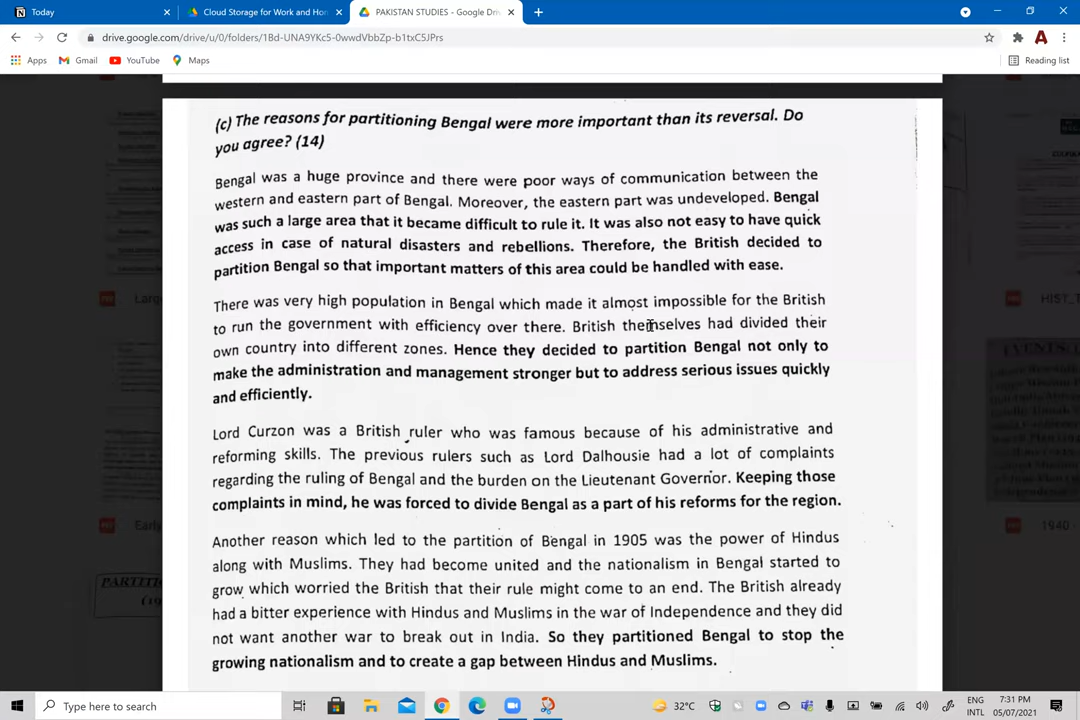 Today
Cloud Storage for Work and Hon
PAKISTAN STUDIES - Google Driv
drive.google.com/drive/u/0/folders/1Bd-UNA9YKc5-0wwdVbbZp-b1txC5JPrs
Apps
Gmail
YouTube
Maps
Reading list
(c) The reasons for partitioning Bengal were more important than its reversal. Do
you agree? (14)
Bengal was a huge province and there were poor ways of communication between the
western and eastern part of Bengal. Moreover, the eastern part was undeveloped. Bengal
was such a large area that it became difficult to rule it. It was also not easy to have quick
access in case of natural disasters and rebellions. Therefore, the British decided to
partition Bengal so that important matters of this area could be handled with ease.
There was very high population in Bengal which made it almost impossible for the British
to run the government with efficiency over there. British themselves had divided their
own country into different zones. Hence they decided to partition Bengal not only to
make the administration and management stronger but to address serious issues quickly
and efficiently.
Lord Curzon was a British ruler who was famous because of his administrative and
reforming skills. The previous rulers such as Lord Dalhousie had a lot of complaints
regarding the ruling of Bengal and the burden on the Lieutenant Governor. Keeping those
complaints in mind, he was forced to divide Bengal as a part of his reforms for the region.
Another reason which led to the partition of Bengal in 1905 was the power of Hindus
along with Muslims. They had become united and the nationalism in Bengal started to
grow which worried the British that their rule might come to an end. The British already
had a bitter experience with Hindus and Muslims in the war of Independence and they did
not want another war to break out in India. So they partitioned Bengal to stop the
growing nationalism and to create a gap between Hindus and Muslims.
Large
Early
PARTIT
HIST_T
EVENTS
1940 -
Type here to search
32°C
ENG
INTL
7:31 PM
05/07/2021